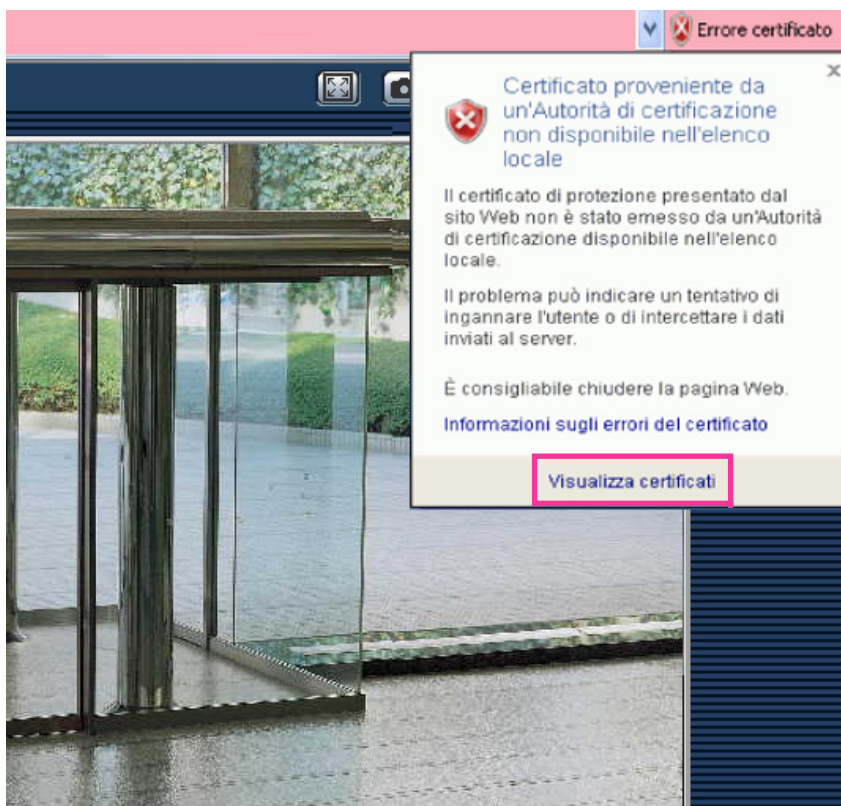 Errore certificato
Certificato proveniente da
un'Autorità di certificazione
non disponibile nell'elenco
locale
Il certificato di protezione presentato dal
sito Web non è stato emesso da un'Autorità
di certificazione disponibile nell'elenco
locale.
Il problema può indicare un tentativo di
ingannare l'utente o di intercettare i dati
inviati al server.
È consigliabile chiudere la pagina Web.
Informazioni sugli errori del certificato
Visualizza certificati